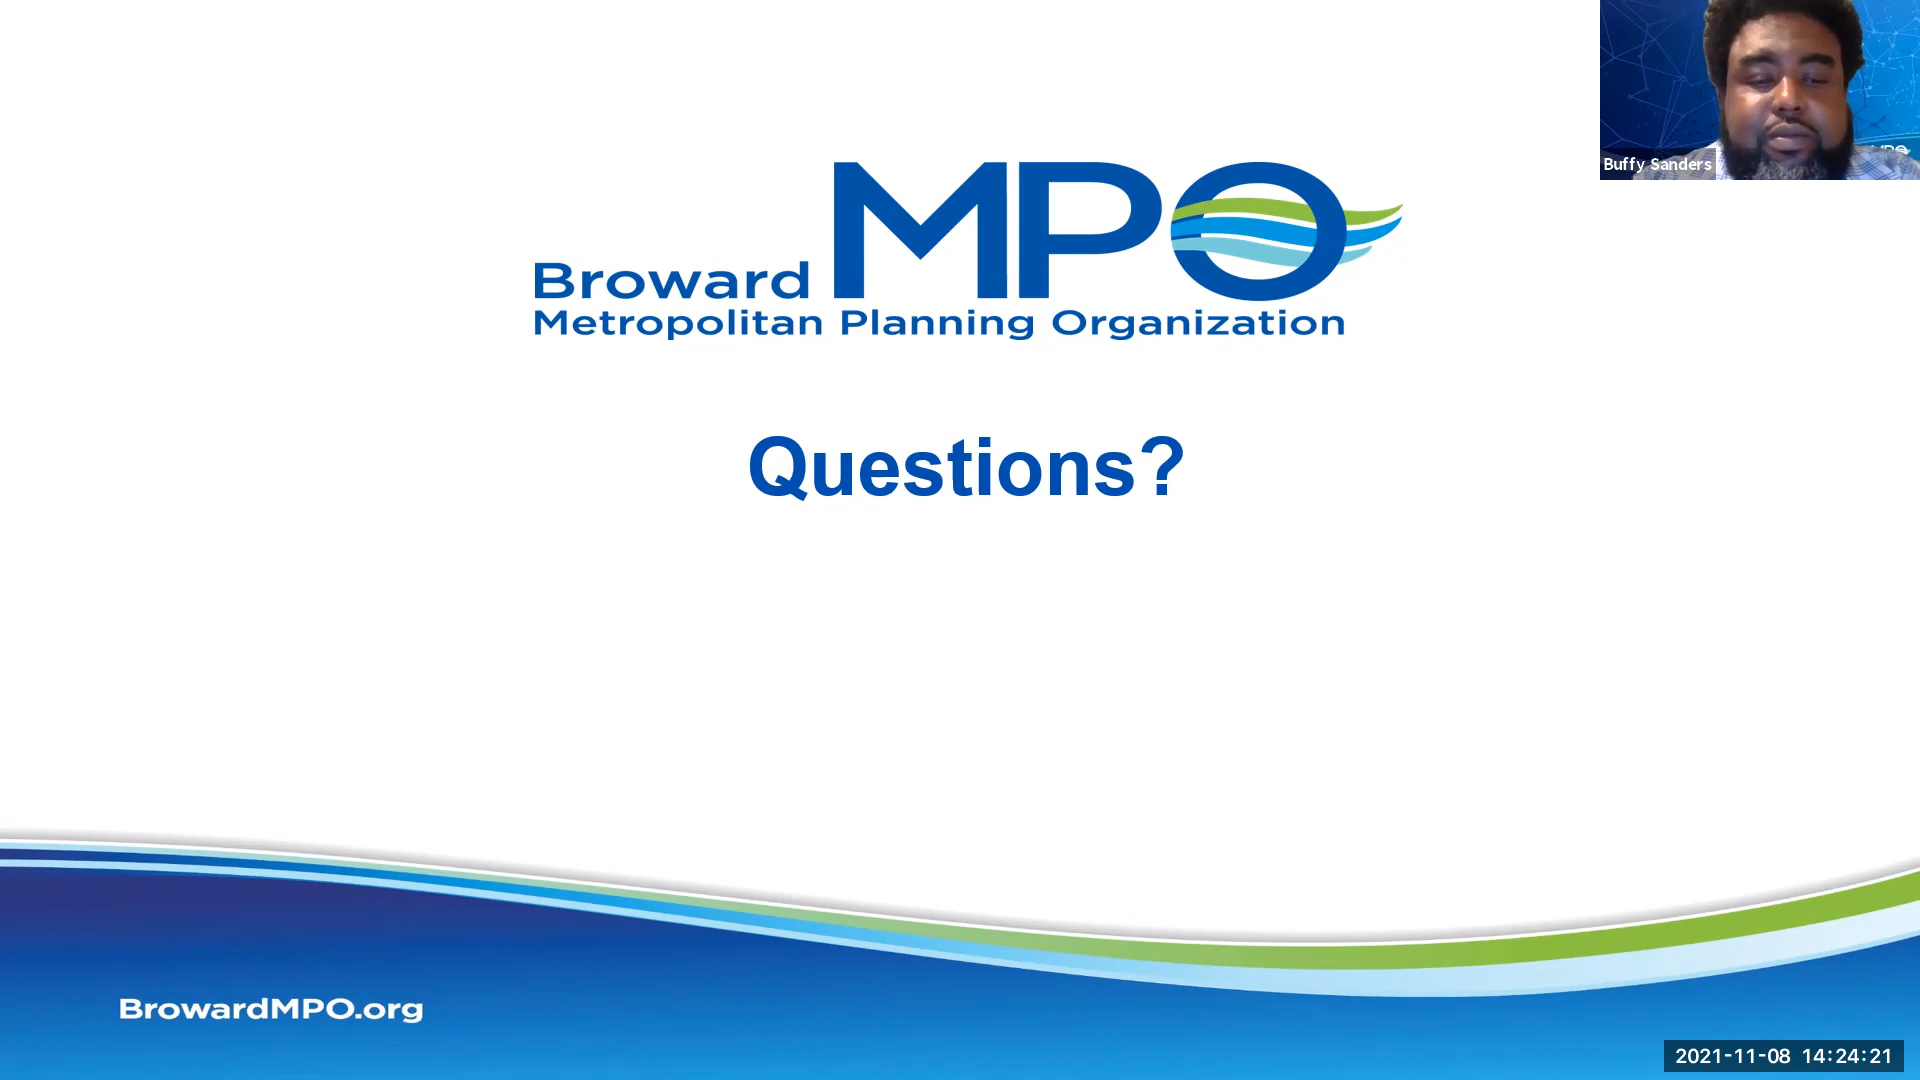 Buffy Sanders
Broward MPO
Metropolitan Planning Organization
Questions?
BrowardMPO.org
2021-11-08 14:24:21